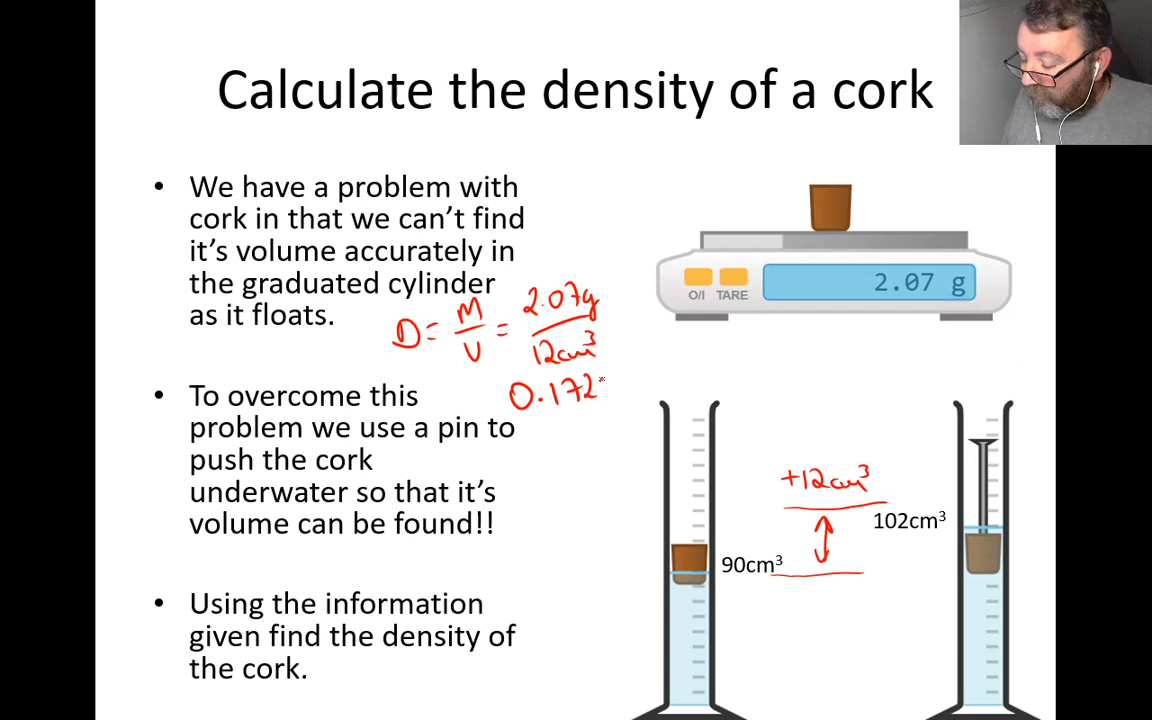 Calculate the density of a cork
• We have a problem with
cork in that we can't find
it's volume accurately in
the graduated cylinder
as it floats.
D = M/V = 2.07g/12cm³
0.172
• To overcome this
problem we use a pin to
push the cork
underwater so that it's
volume can be found!!
• Using the information
given find the density of
the cork.
2.07 g
O/I TARE
+12cm³
102cm³
90cm³